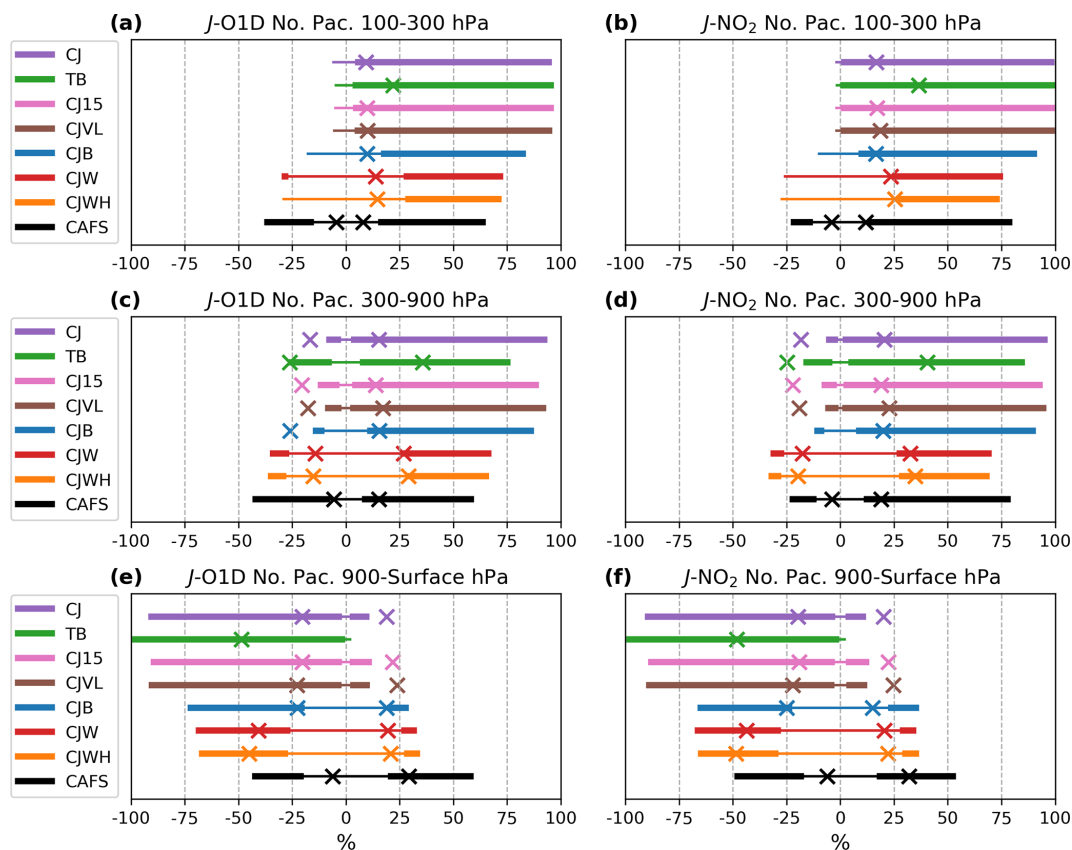 (a) J-O1D No. Pac. 100-300 hPa
(b) J-NO₂ No. Pac. 100-300 hPa
CJ
TB
CJ15
CJVL
CJB
CJW
CJWH
CAFS
-100 -75 -50 -25 0 25 50 75 100
-100 -75 -50 -25 0 25 50 75 100
(c) J-O1D No. Pac. 300-900 hPa
(d) J-NO₂ No. Pac. 300-900 hPa
CJ
TB
CJ15
CJVL
CJB
CJW
CJWH
CAFS
-100 -75 -50 -25 0 25 50 75 100
-100 -75 -50 -25 0 25 50 75 100
(e) J-O1D No. Pac. 900-Surface hPa
(f) J-NO₂ No. Pac. 900-Surface hPa
CJ
TB
CJ15
CJVL
CJB
CJW
CJWH
CAFS
-100 -75 -50 -25 0 25 50 75 100
%
-100 -75 -50 -25 0 25 50 75 100
%